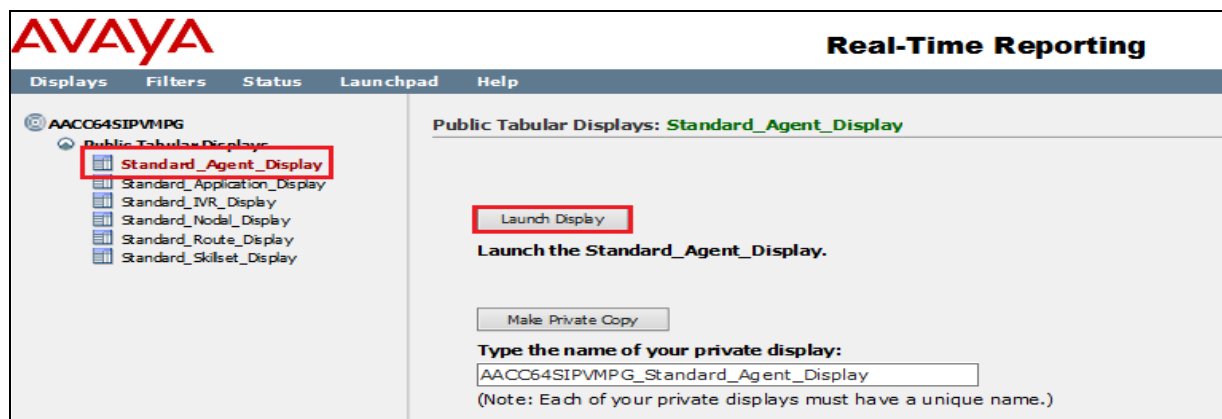 AVAYA
Real-Time Reporting
Displays Filters Status Launchpad Help
AACC64SIPVMPG
Public Tabular Displays
Standard_Agent_Display
Standard_Application_Display
Standard_IVR_Display
Standard_Nodal_Display
Standard_Route_Display
Standard_Skillset_Display
Public Tabular Displays: Standard_Agent_Display
Launch Display
Launch the Standard_Agent_Display.
Make Private Copy
Type the name of your private display:
AACC64SIPVMPG_Standard_Agent_Display
(Note: Each of your private displays must have a unique name.)